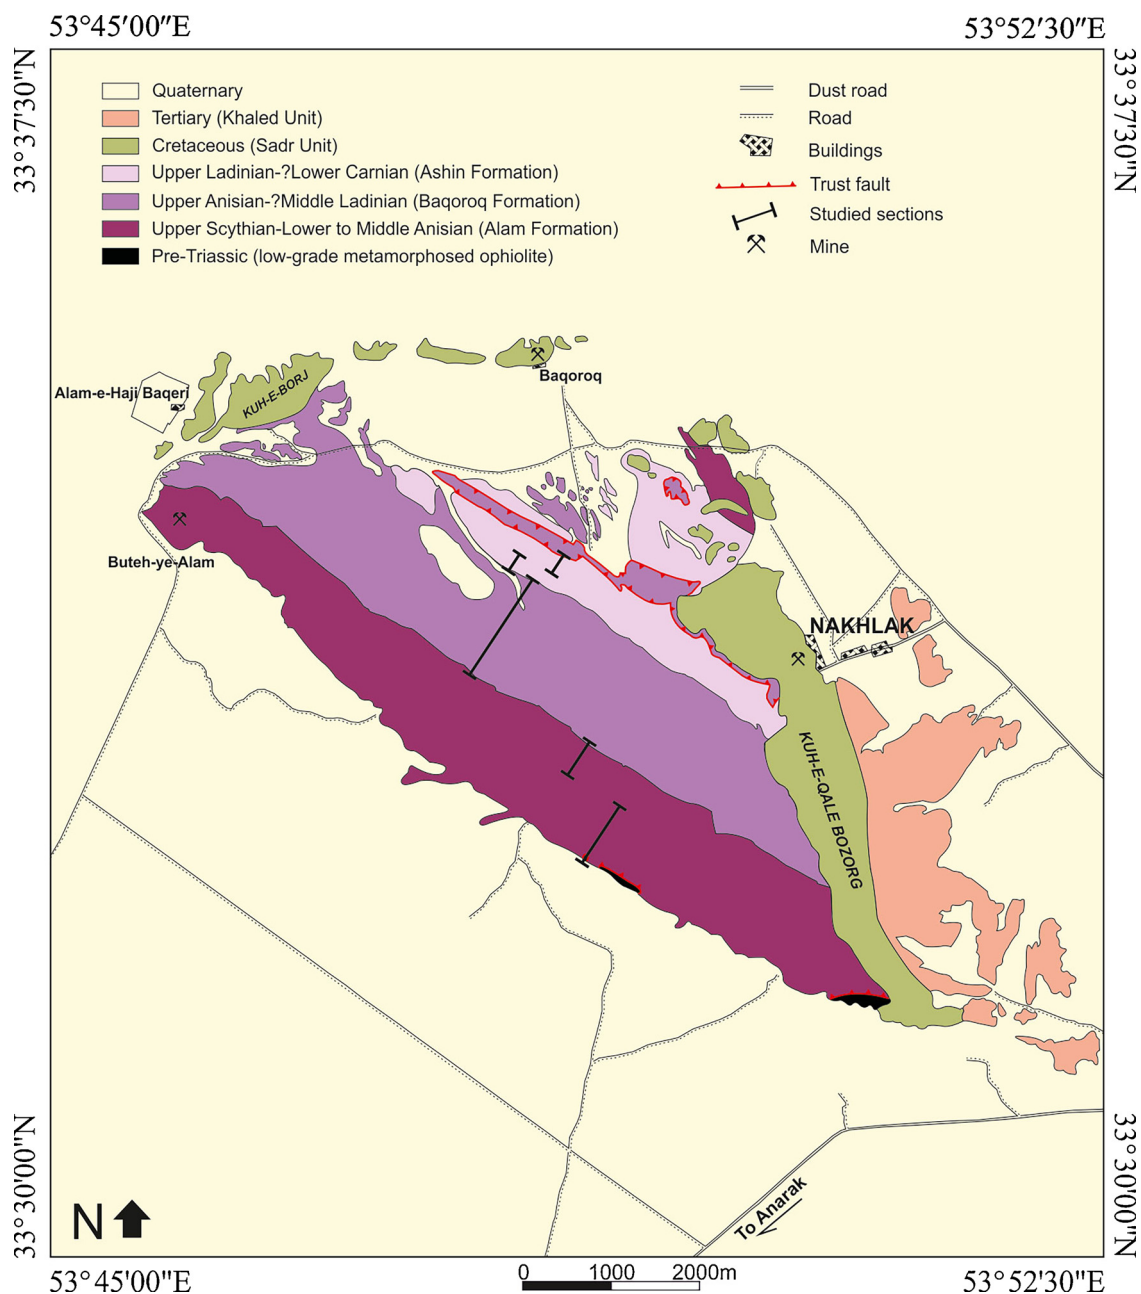 53°45′00″E
53°52′30″E
33°37′30″N
33°37′30″N
Quaternary
Tertiary (Khaled Unit)
Cretaceous (Sadr Unit)
Upper Ladinian-?Lower Carnian (Ashin Formation)
Upper Anisian-?Middle Ladinian (Baqoroq Formation)
Upper Scythian-Lower to Middle Anisian (Alam Formation)
Pre-Triassic (low-grade metamorphosed ophiolite)
Dust road
Road
Buildings
Trust fault
Studied sections
Mine
Baqoroq
Alam-e-Haji Baqeri
KUH-E-BORJ
Buteh-ye-Alam
NAKHLAK
KUH-E-QALE BOZORG
To Anarak
N
33°30′00″N
33°30′00″N
53°45′00″E
0 1000 2000m
53°52′30″E